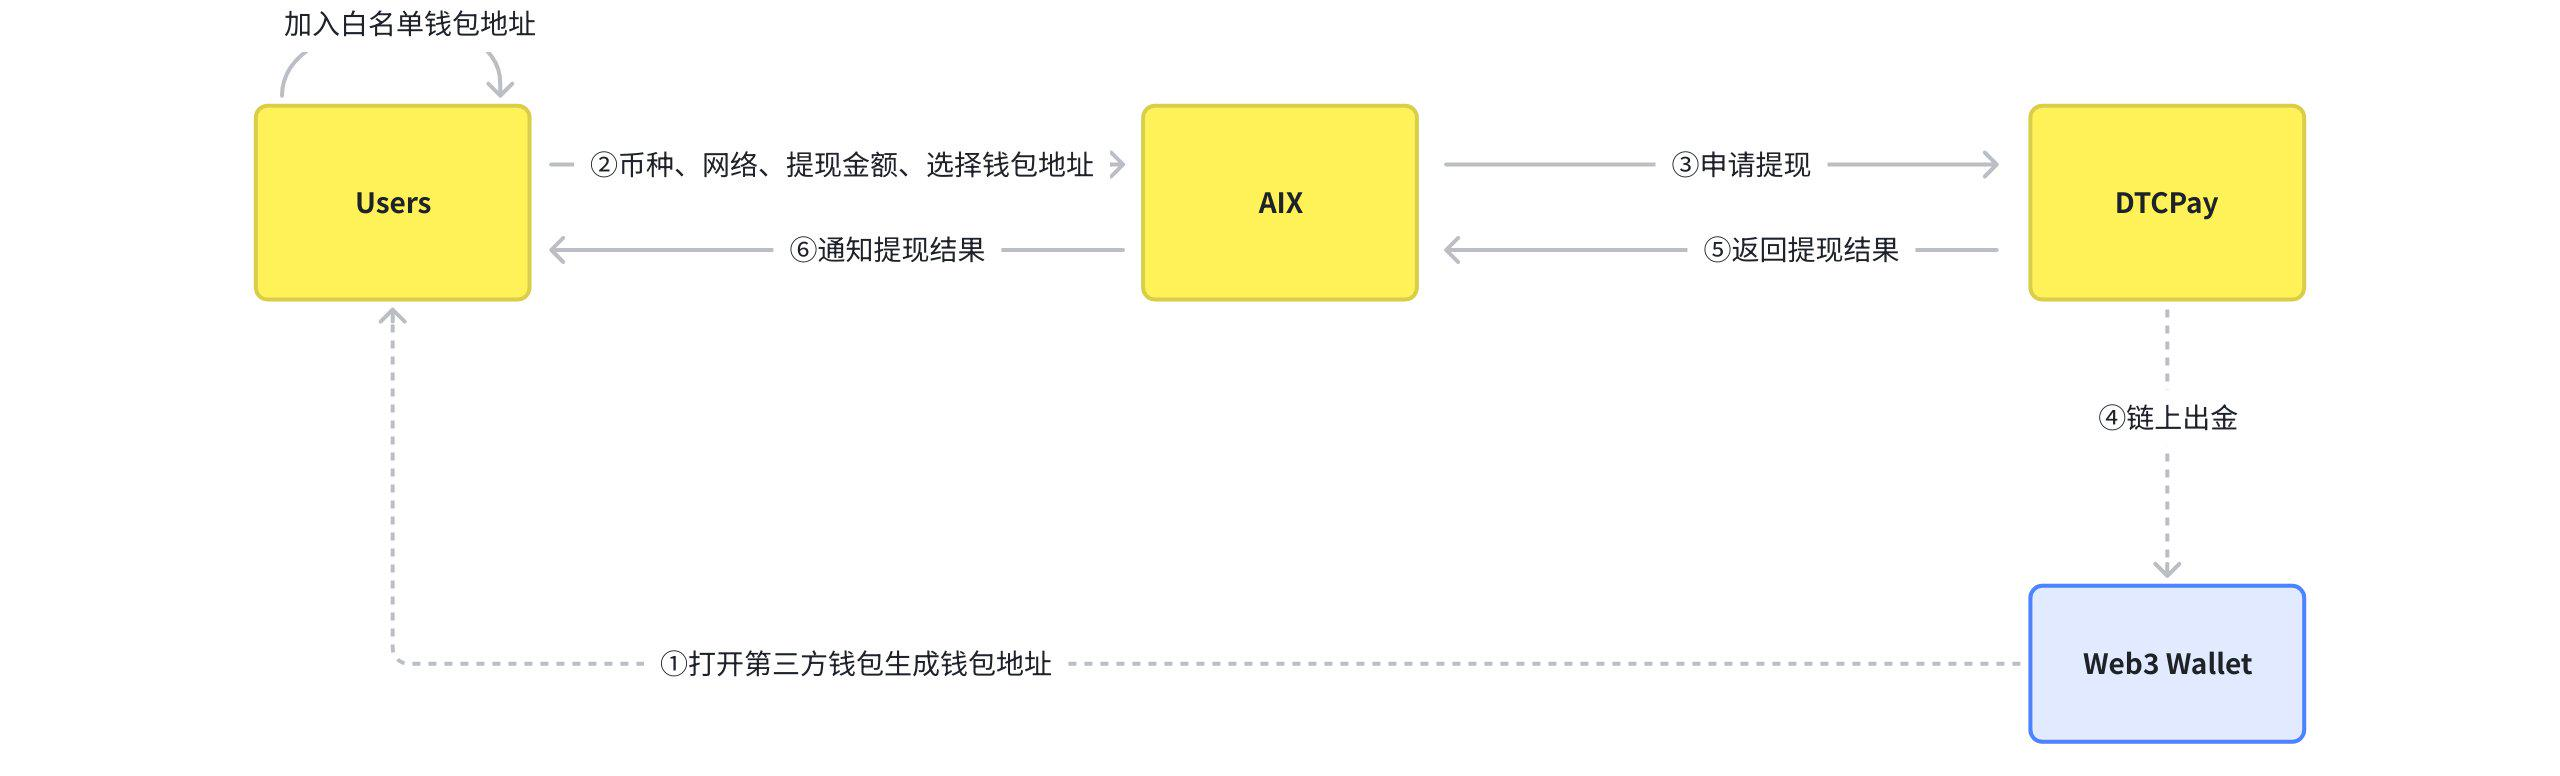 加入白名单钱包地址
②币种、网络、提现金额、选择钱包地址
③申请提现
Users
AIX
DTCPay
⑥通知提现结果
⑤返回提现结果
④链上出金
①打开第三方钱包生成钱包地址
Web3 Wallet